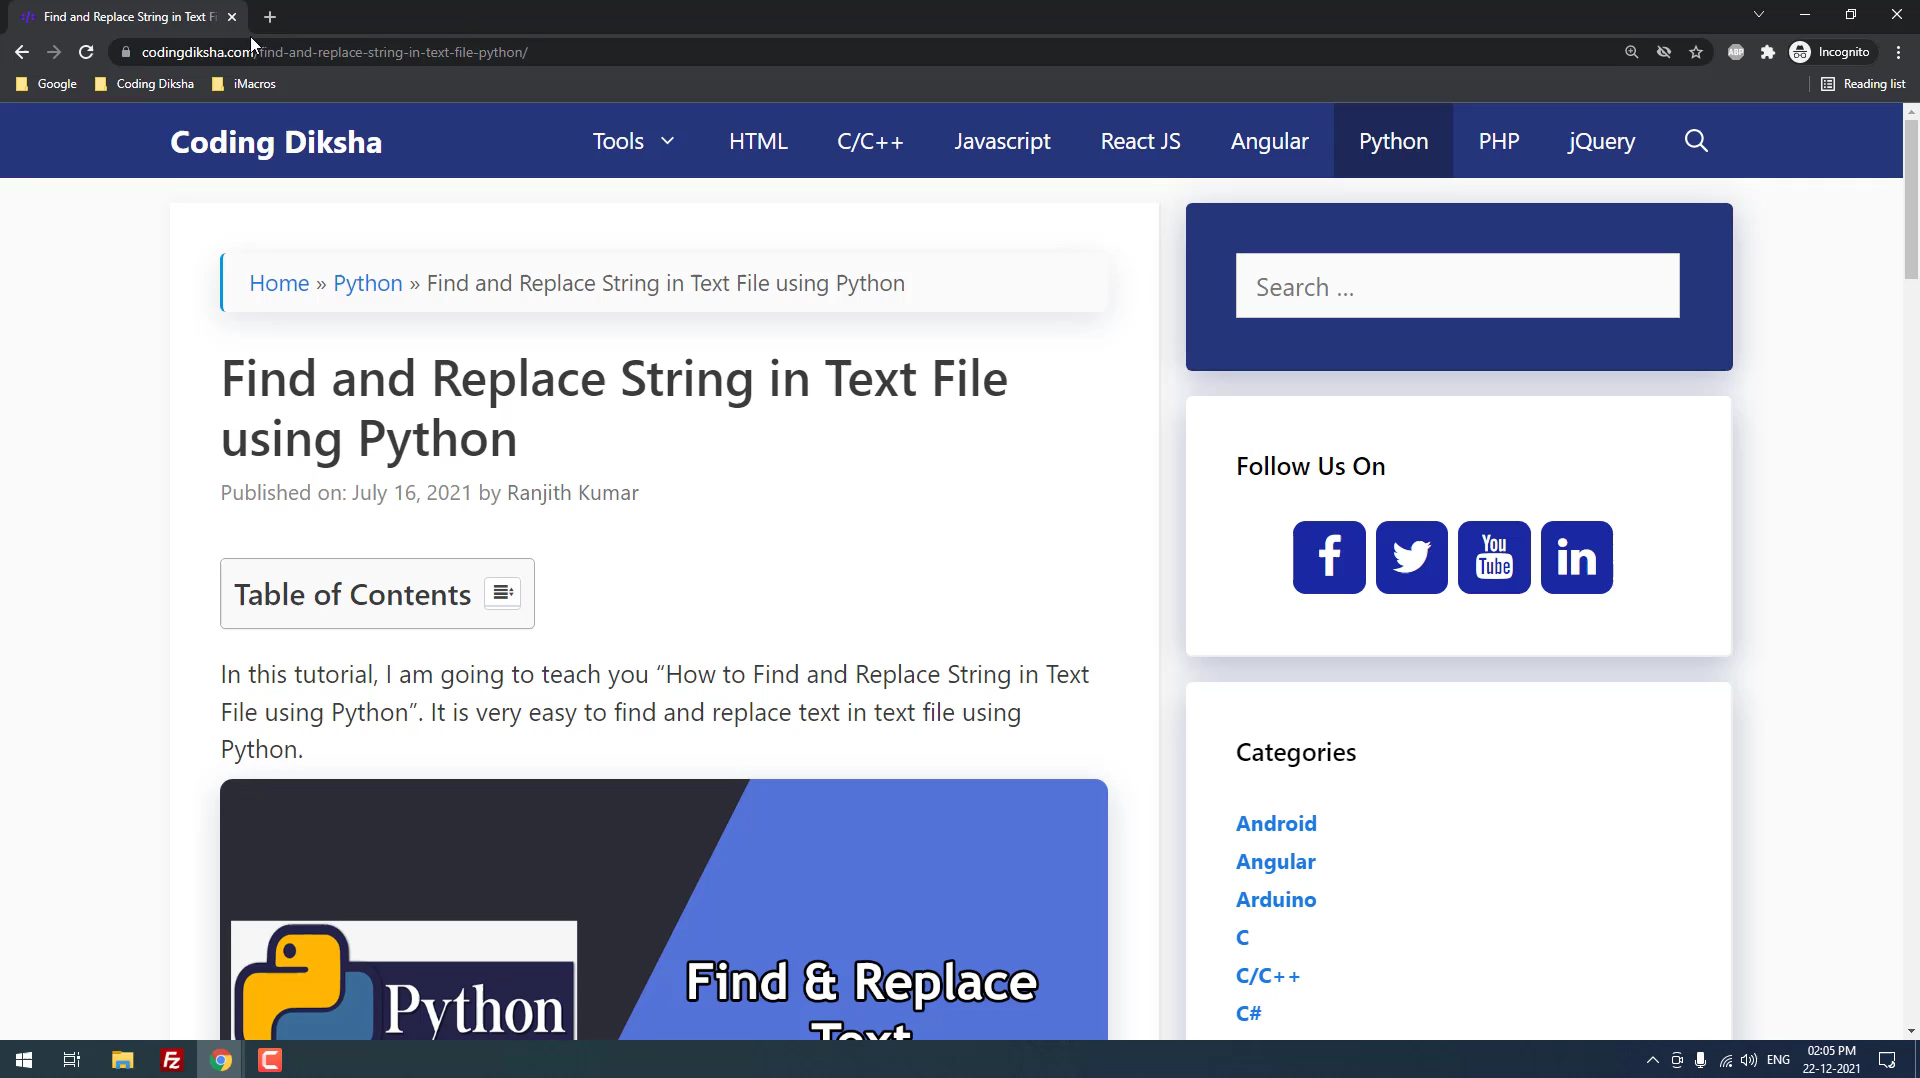 Find and Replace String in Text Fi
codingdiksha.com/find-and-replace-string-in-text-file-python/
ABP
Incognito
Google
Coding Diksha
iMacros
Reading list
Coding Diksha
Tools
HTML
C/C++
Javascript
React JS
Angular
Python
PHP
jQuery
Home » Python » Find and Replace String in Text File using Python
Find and Replace String in Text File
using Python
Published on: July 16, 2021 by Ranjith Kumar
Table of Contents
In this tutorial, I am going to teach you “How to Find and Replace String in Text
File using Python”. It is very easy to find and replace text in text file using
Python.
Python
Find & Replace
Text
Search ...
Follow Us On
f
You
Tube
in
Categories
Android
Angular
Arduino
C
C/C++
C#
Fz
C
ENG
02:05 PM
22-12-2021